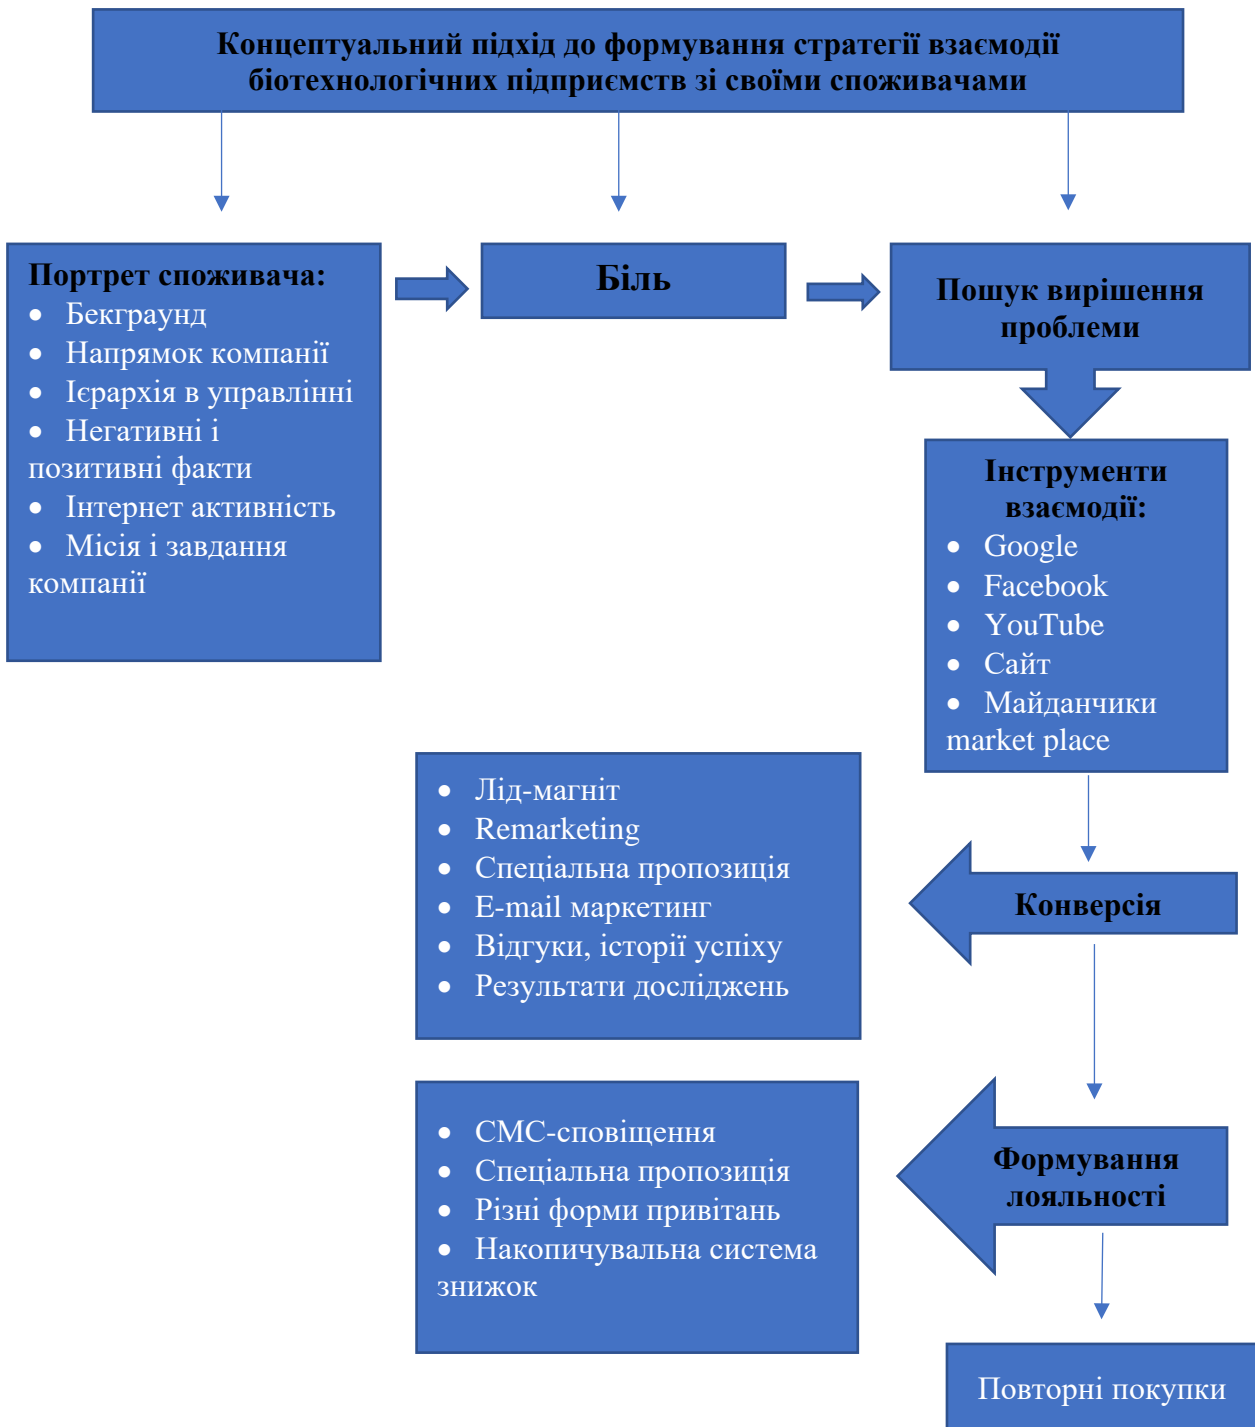 Концептуальний підхід до формування стратегії взаємодії
біотехнологічних підприємств зі своїми споживачами
Портрет споживача:
• Бекграунд
• Напрямок компанії
• Ієрархія в управлінні
• Негативні і
позитивні факти
• Інтернет активність
• Місія і завдання
компанії
Біль
Пошук вирішення
проблеми
Інструменти
взаємодії:
• Google
• Facebook
• YouTube
• Сайт
• Майданчики
market place
• Лід-магніт
• Remarketing
• Спеціальна пропозиція
• E-mail маркетинг
• Відгуки, історії успіху
• Результати досліджень
Конверсія
• СМС-сповіщення
• Спеціальна пропозиція
• Різні форми привітань
• Накопичувальна система
знижок
Формування
лояльності
Повторні покупки